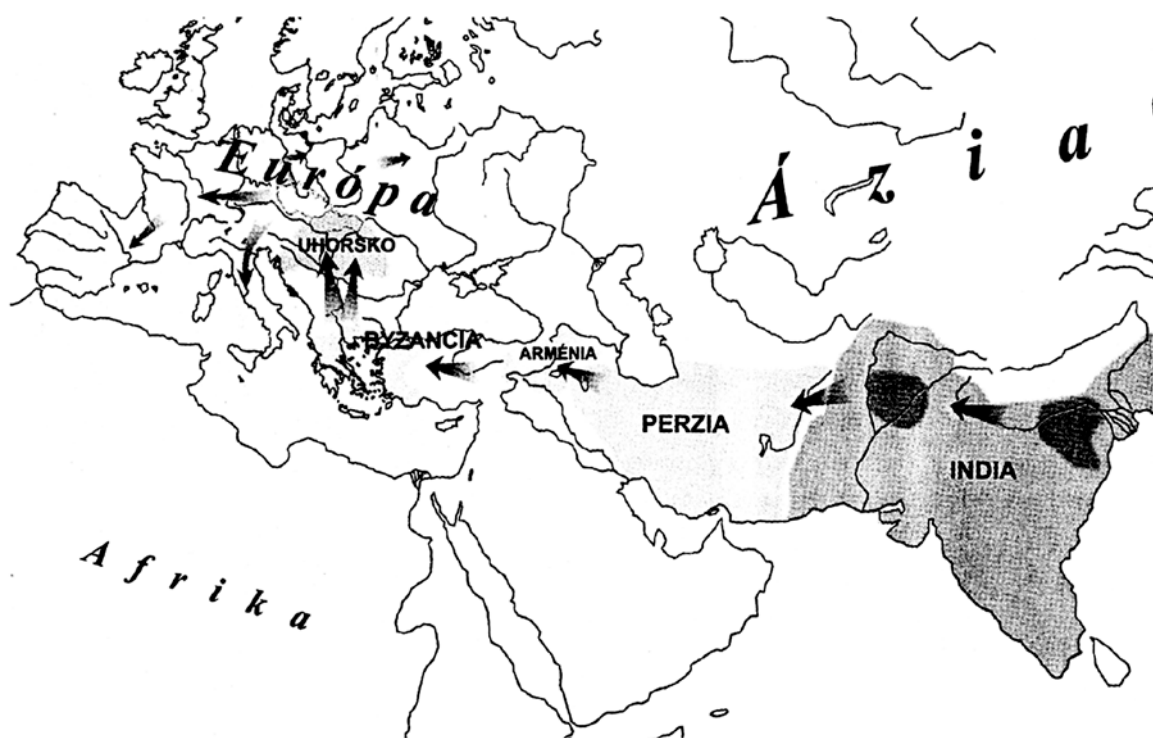 Európa
Ázia
UHORSKO
BYZANCIA
ARMÉNIA
PERZIA
INDIA
Afrika